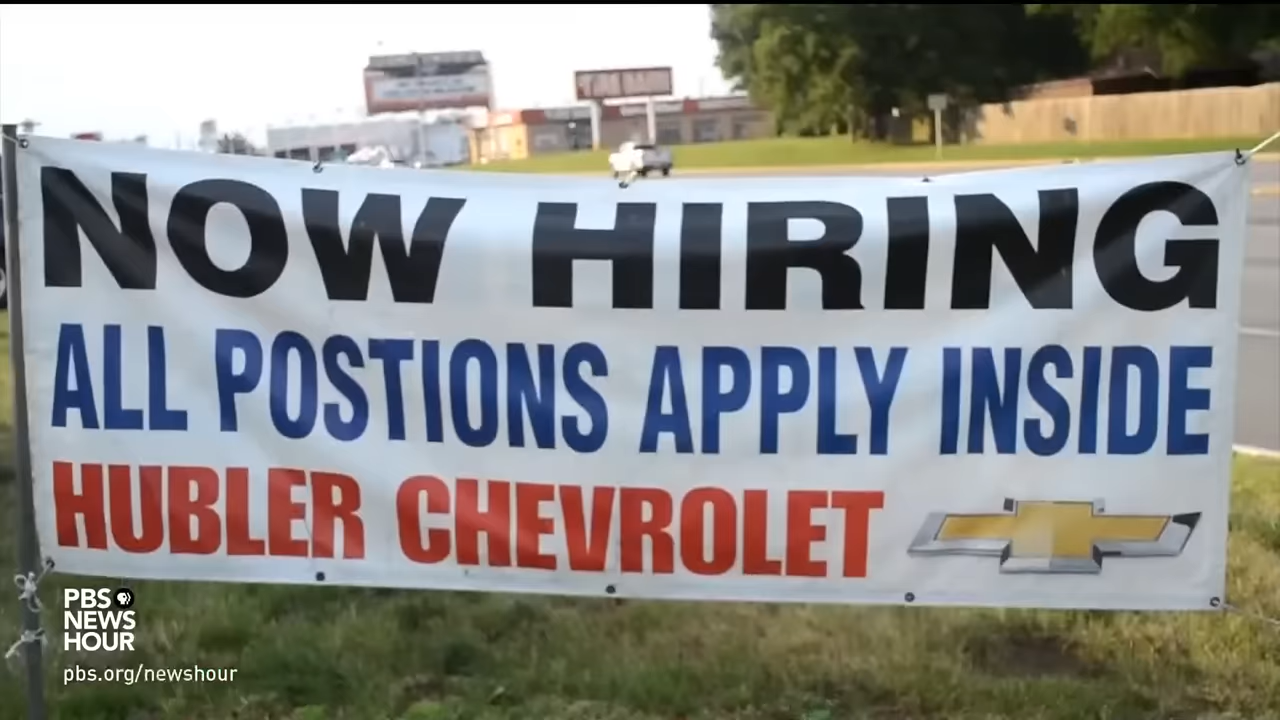 NOW HIRING
ALL POSTIONS APPLY INSIDE
HUBLER CHEVROLET
PBS
NEWS
HOUR
pbs.org/newshour